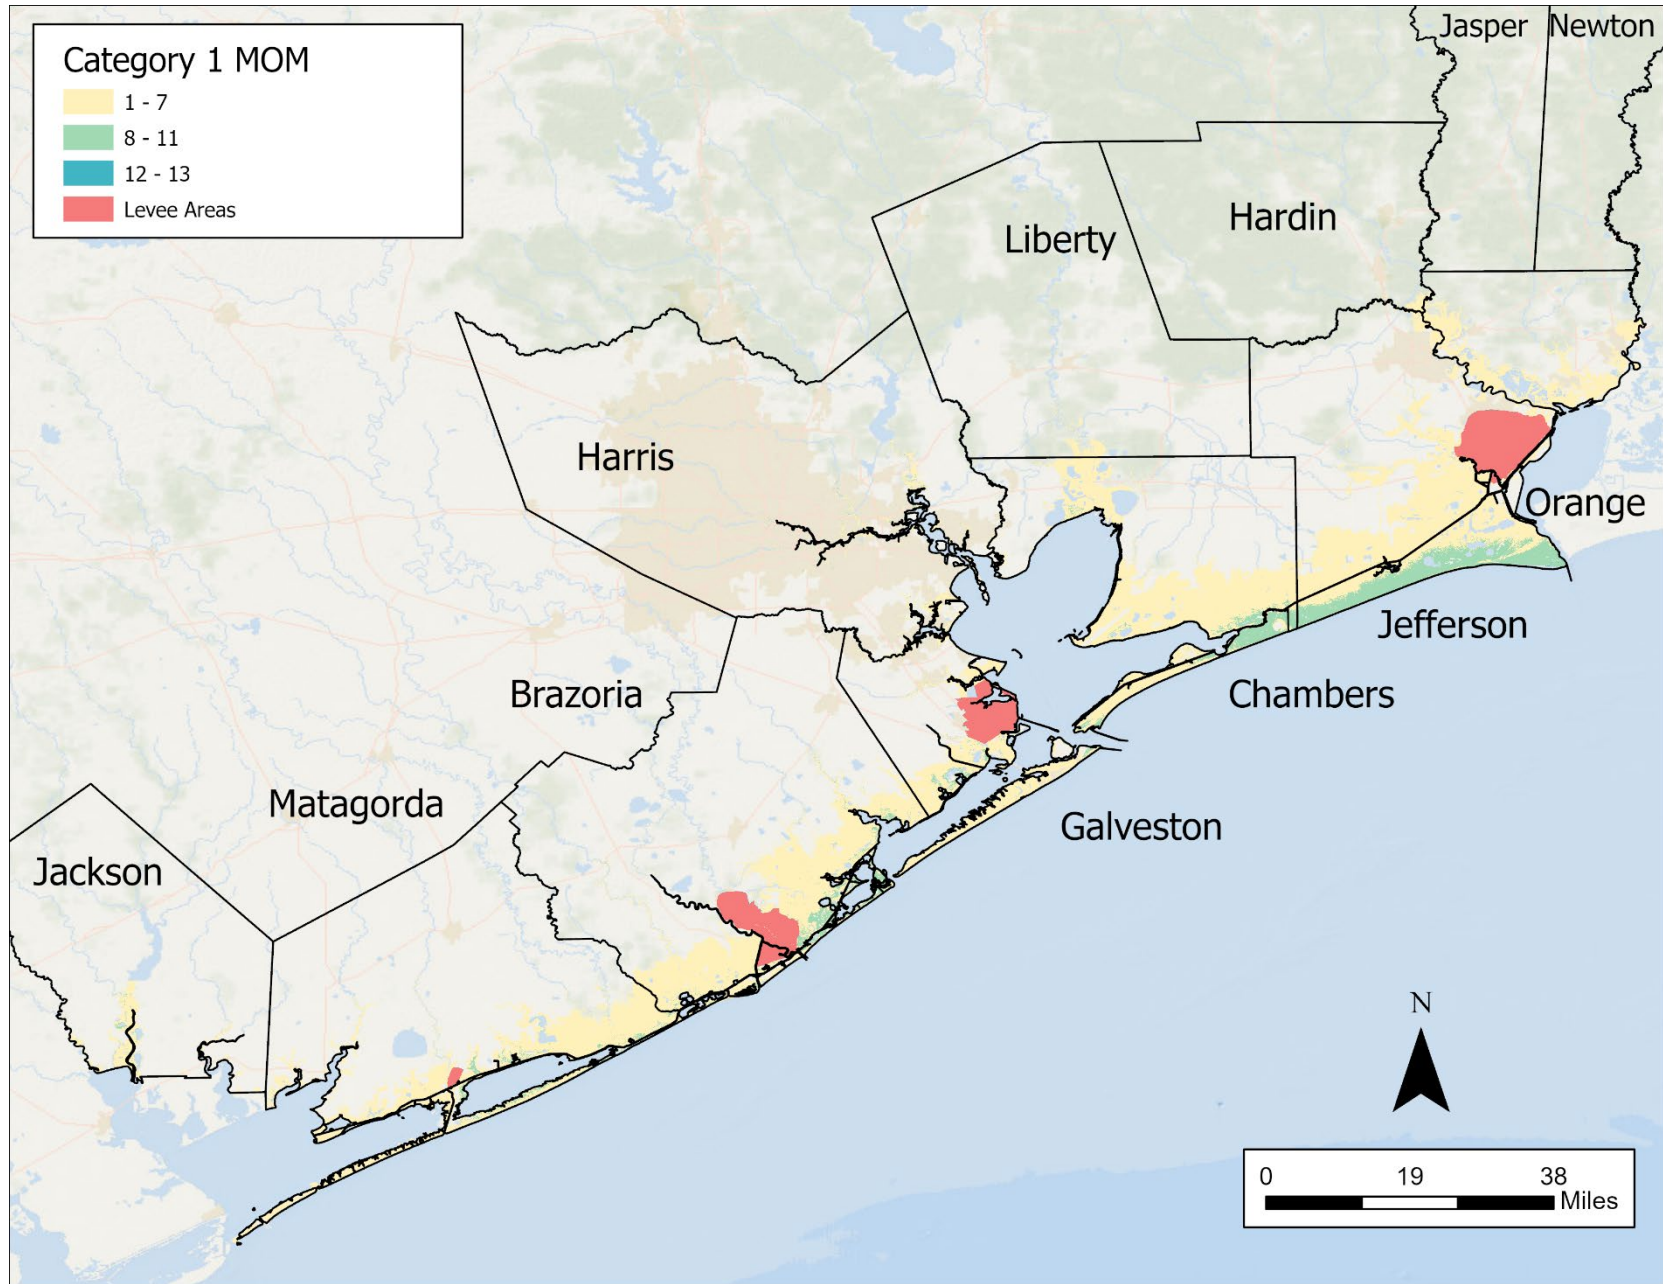 Category 1 MOM
1 - 7
8 - 11
12 - 13
Levee Areas
Jasper Newton
Hardin
Liberty
Harris
Orange
Jefferson
Brazoria
Chambers
Matagorda
Galveston
Jackson
N
0 19 38
Miles